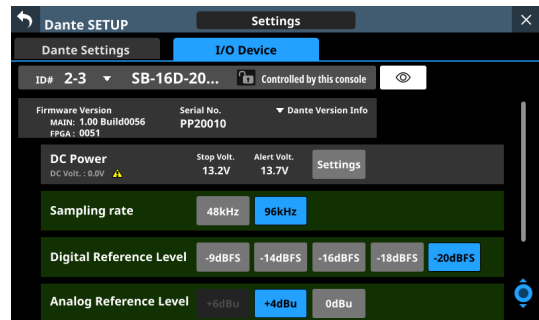 Dante SETUP
Settings
Dante Settings
I/O Device
ID# 2-3 SB-16D-20... Controlled by this console
Firmware Version
MAIN: 1.00 Build0056
FPGA : 0051
Serial No.
PP20010
Dante Version Info
DC Power
DC Volt. : 0.0V
Stop Volt.
13.2V
Alert Volt.
13.7V
Settings
Sampling rate 48kHz 96kHz
Digital Reference Level -9dBFS -14dBFS -16dBFS -18dBFS -20dBFS
Analog Reference Level +6dBu +4dBu 0dBu